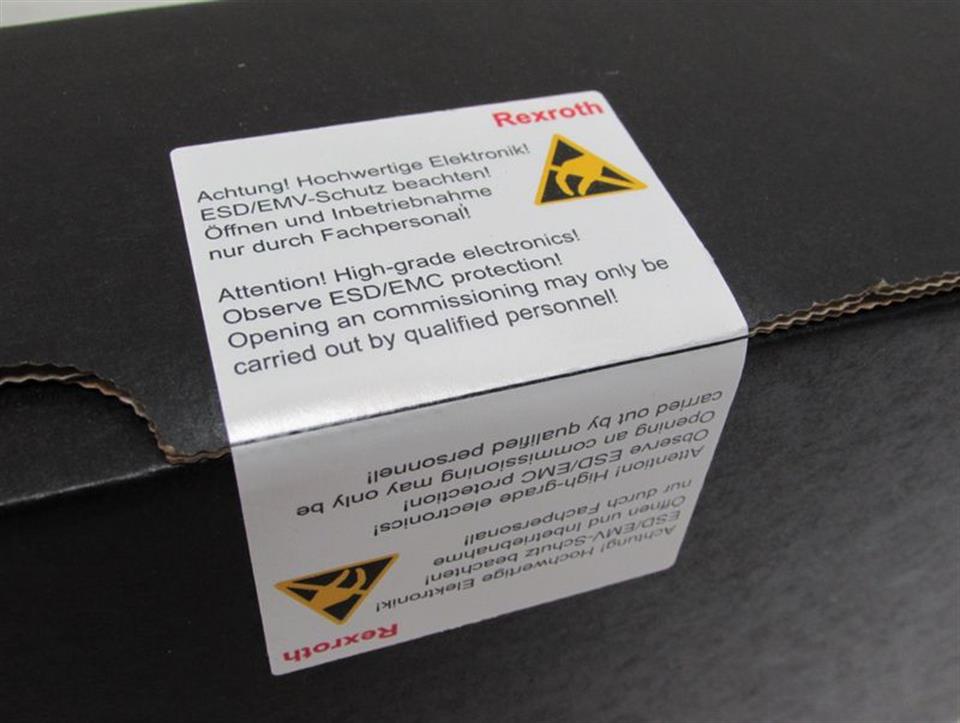 Rexroth
Achtung! Hochwertige Elektronik!
ESD/EMV-Schutz beachten!
Öffnen und Inbetriebnahme
nur durch Fachpersonal!
Attention! High-grade electronics!
Observe ESD/EMC protection!
Opening an commissioning may only be
carried out by qualified personnel!
Rexroth
Achtung! Hochwertige Elektronik!
ESD/EMV-Schutz beachten!
Öffnen und Inbetriebnahme
nur durch Fachpersonal!
Attention! High-grade electronics!
Observe ESD/EMC protection!
Opening an commissioning may only be
carried out by qualified personnel!